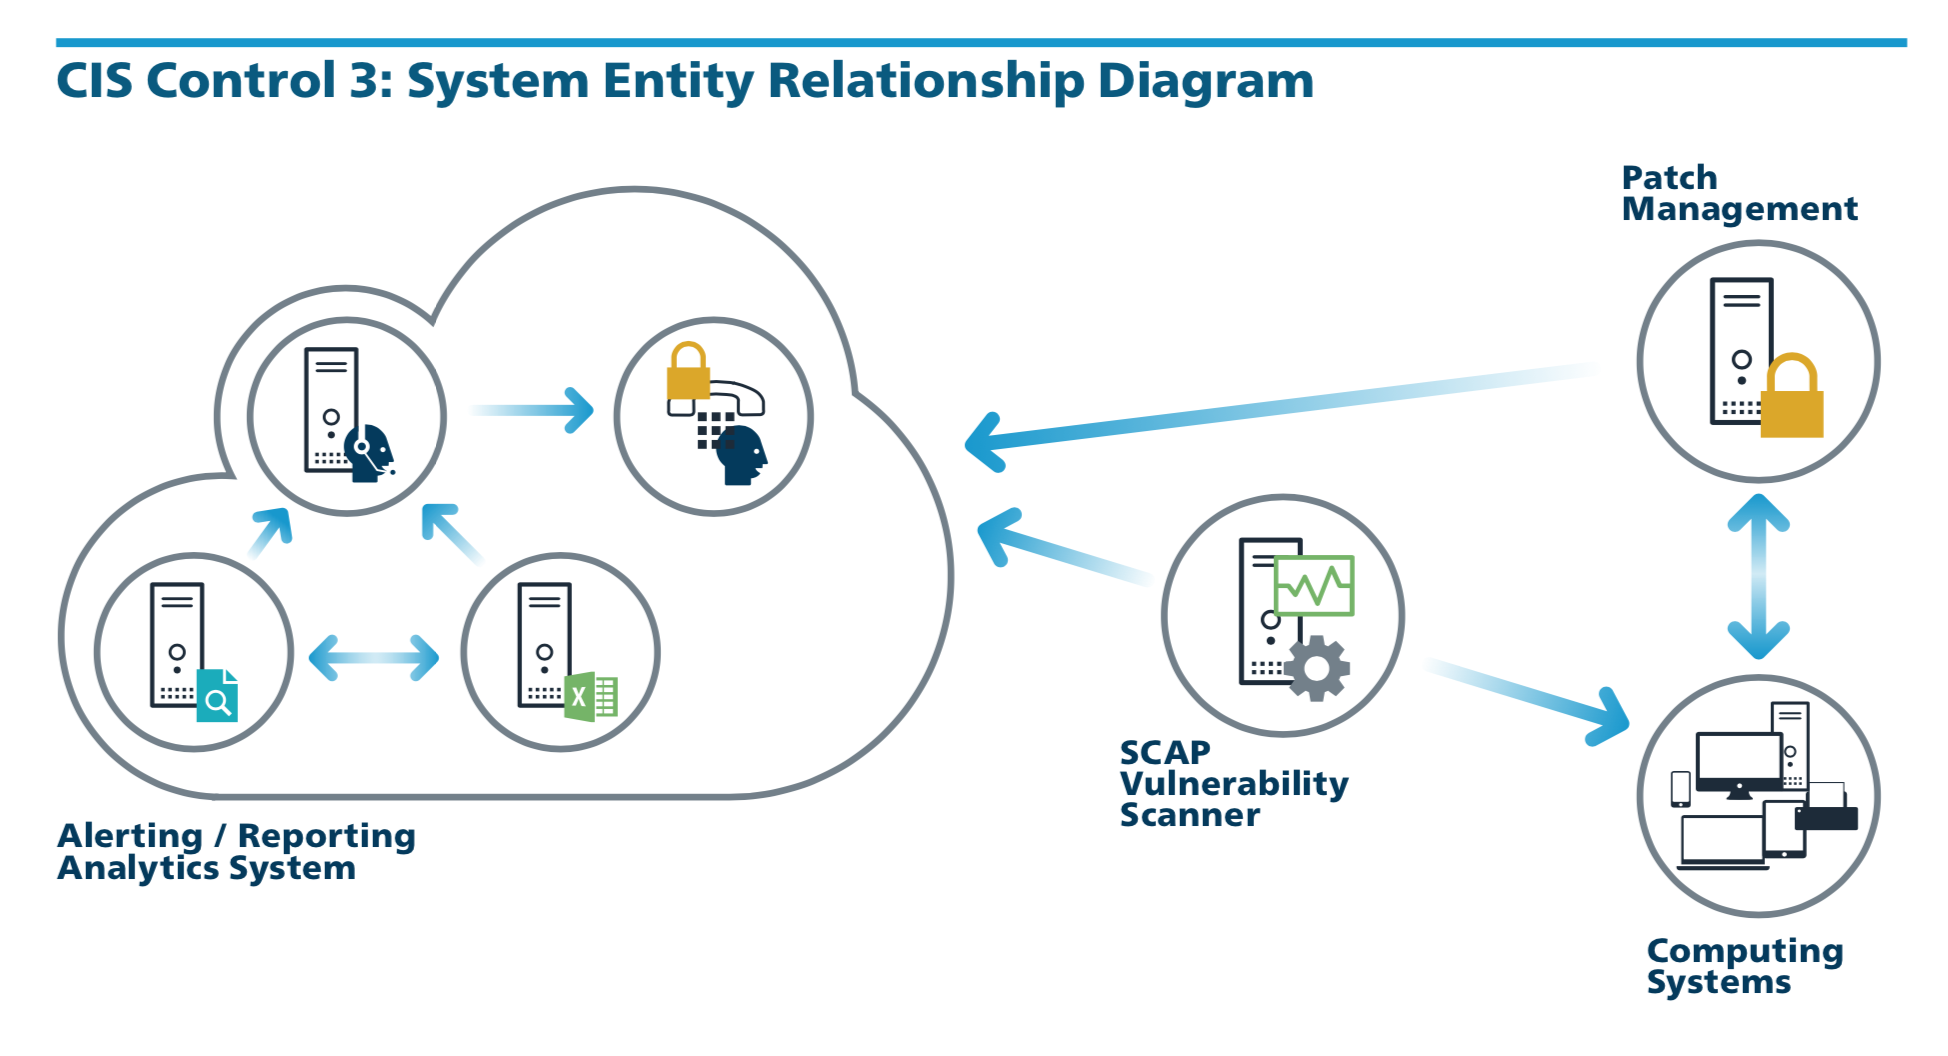 CIS Control 3: System Entity Relationship Diagram
Patch
Management
X
SCAP
Vulnerability
Scanner
Alerting / Reporting
Analytics System
Computing
Systems